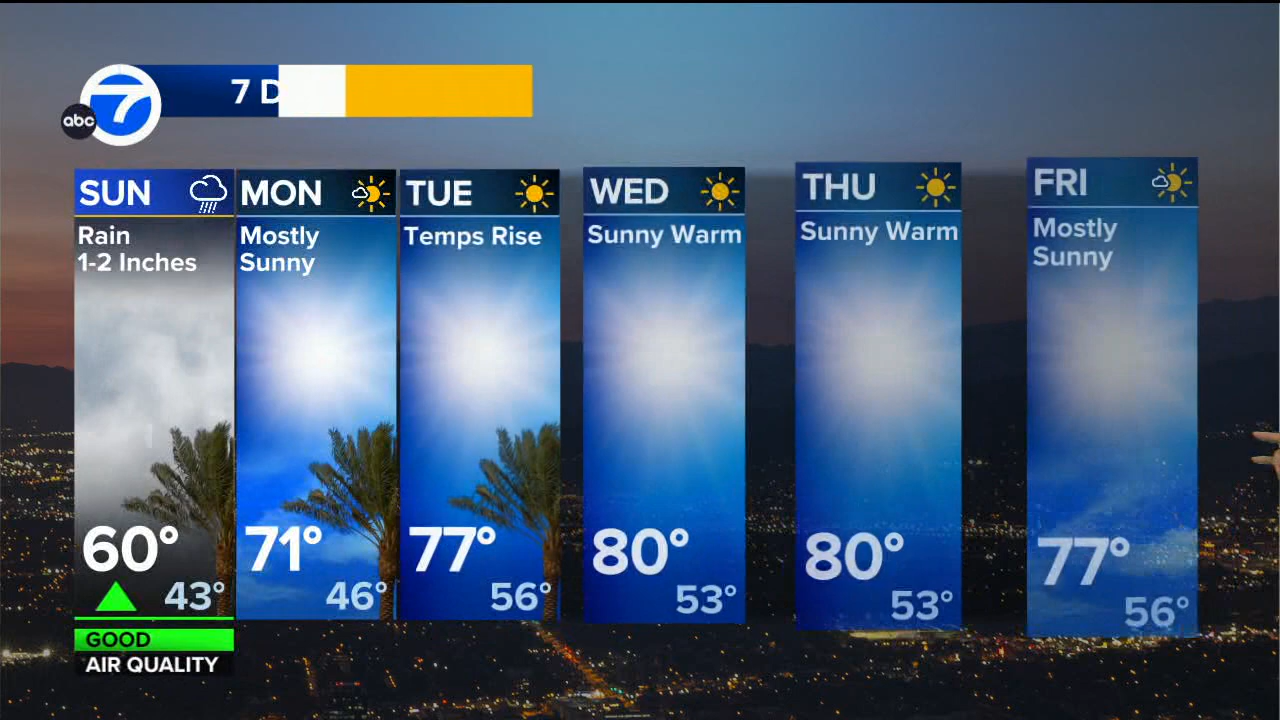 abc
7
7 D
SUN
Rain
1-2 Inches
60°
43°
GOOD
AIR QUALITY
MON
Mostly
Sunny
71°
46°
TUE
Temps Rise
77°
56°
WED
Sunny Warm
80°
53°
THU
Sunny Warm
80°
53°
FRI
Mostly
Sunny
77°
56°